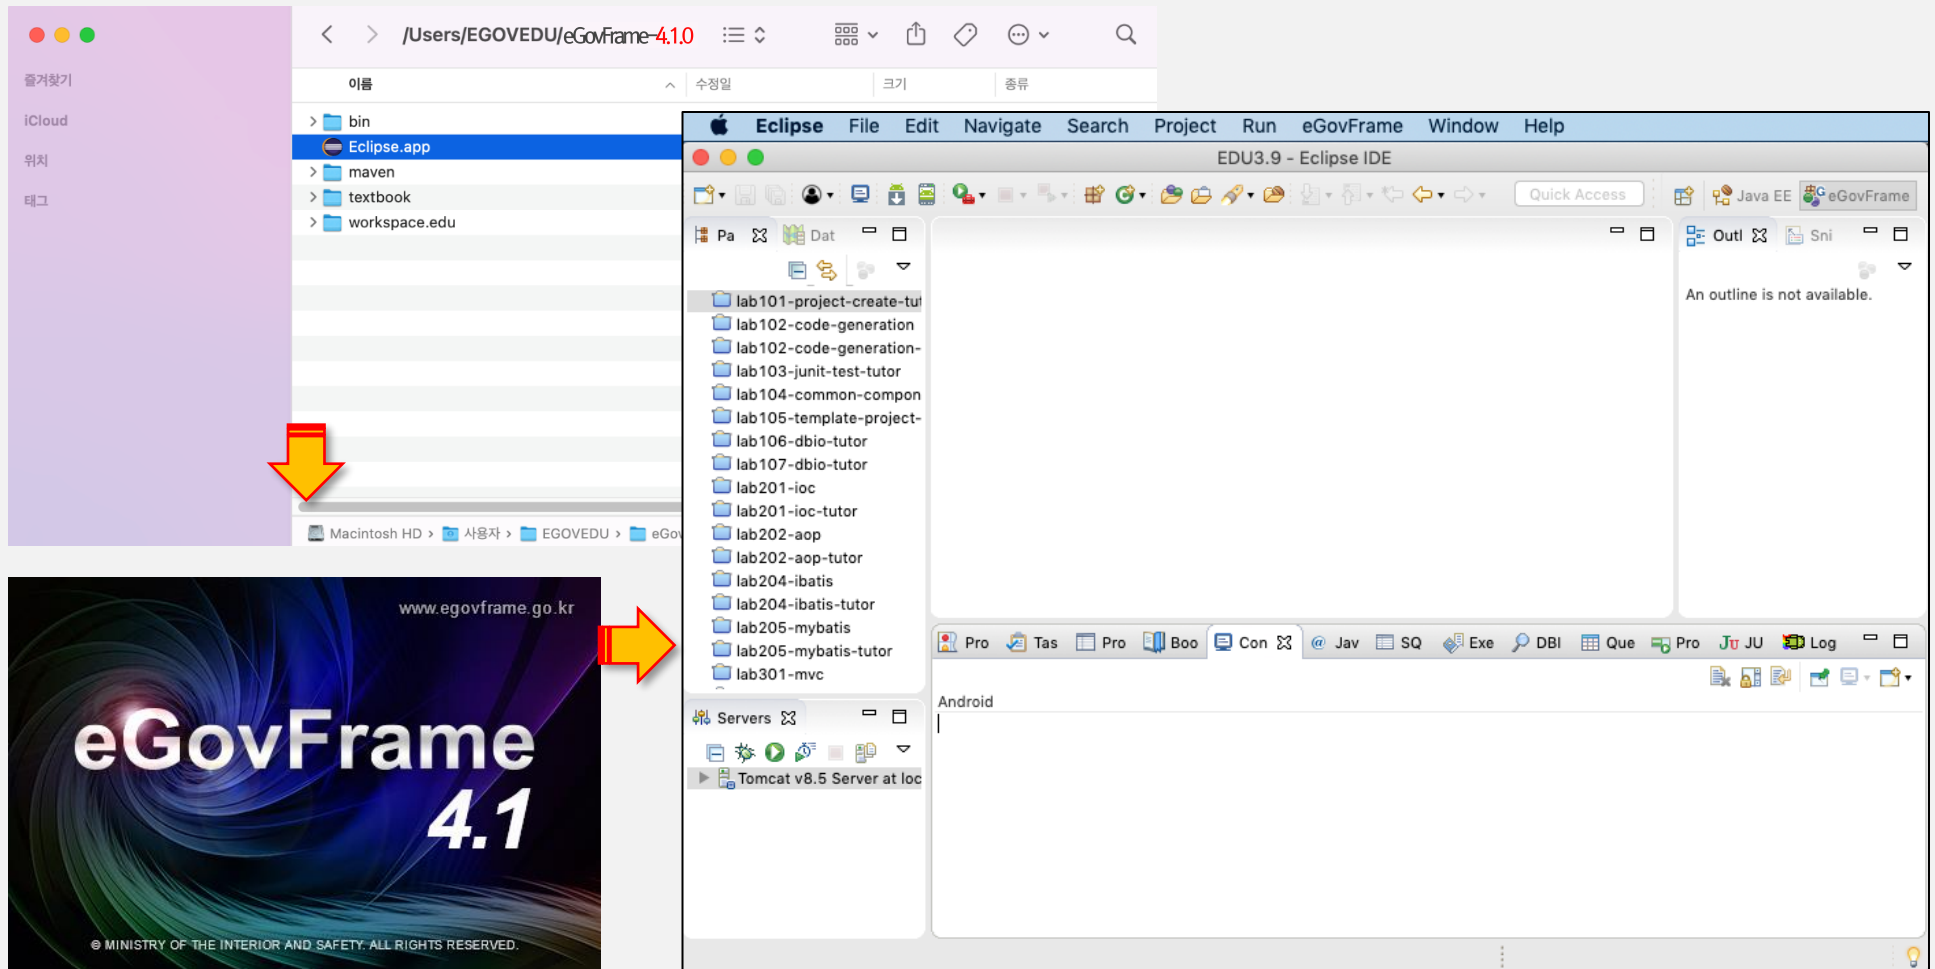 /Users/EGOVEDU/eGovFrame-4.1.0
즐겨찾기
iCloud
위치
태그
이름 수정일 크기 종류
bin
Eclipse.app
maven
textbook
workspace.edu
Macintosh HD › 사용자 › EGOVEDU › eGov
www.egovframe.go.kr
eGovFrame
4.1
© MINISTRY OF THE INTERIOR AND SAFETY. ALL RIGHTS RESERVED.
Eclipse File Edit Navigate Search Project Run eGovFrame Window Help
EDU3.9 - Eclipse IDE
Quick Access Java EE eGovFrame
Pa Dat
lab101-project-create-tut
lab102-code-generation
lab102-code-generation-
lab103-junit-test-tutor
lab104-common-compon
lab105-template-project-
lab106-dbio-tutor
lab107-dbio-tutor
lab201-ioc
lab201-ioc-tutor
lab202-aop
lab202-aop-tutor
lab204-ibatis
lab204-ibatis-tutor
lab205-mybatis
lab205-mybatis-tutor
lab301-mvc
Servers
Tomcat v8.5 Server at loc
Outl Sni
An outline is not available.
Pro Tas Pro Boo Con @ Jav SQ Exe DBI Que Pro Ju JU Log
Android